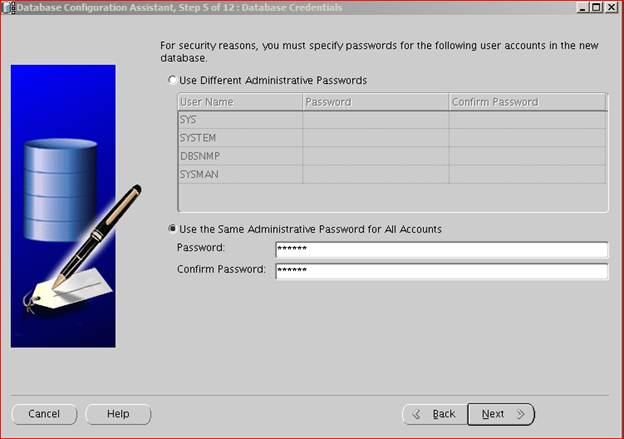 Database Configuration Assistant, Step 5 of 12 : Database Credentials
For security reasons, you must specify passwords for the following user accounts in the new
database.
Use Different Administrative Passwords
User Name Password Confirm Password
SYS
SYSTEM
DBSNMP
SYSMAN
Use the Same Administrative Password for All Accounts
Password: ******
Confirm Password: ******
Cancel Help Back Next